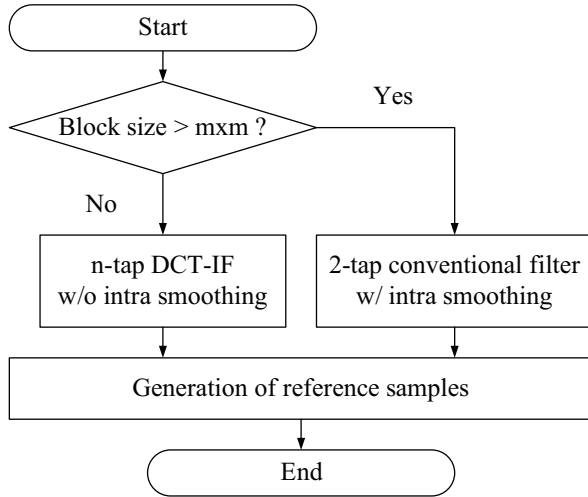 Start
Yes
Block size > mxm ?
No
n-tap DCT-IF
w/o intra smoothing
2-tap conventional filter
w/ intra smoothing
Generation of reference samples
End